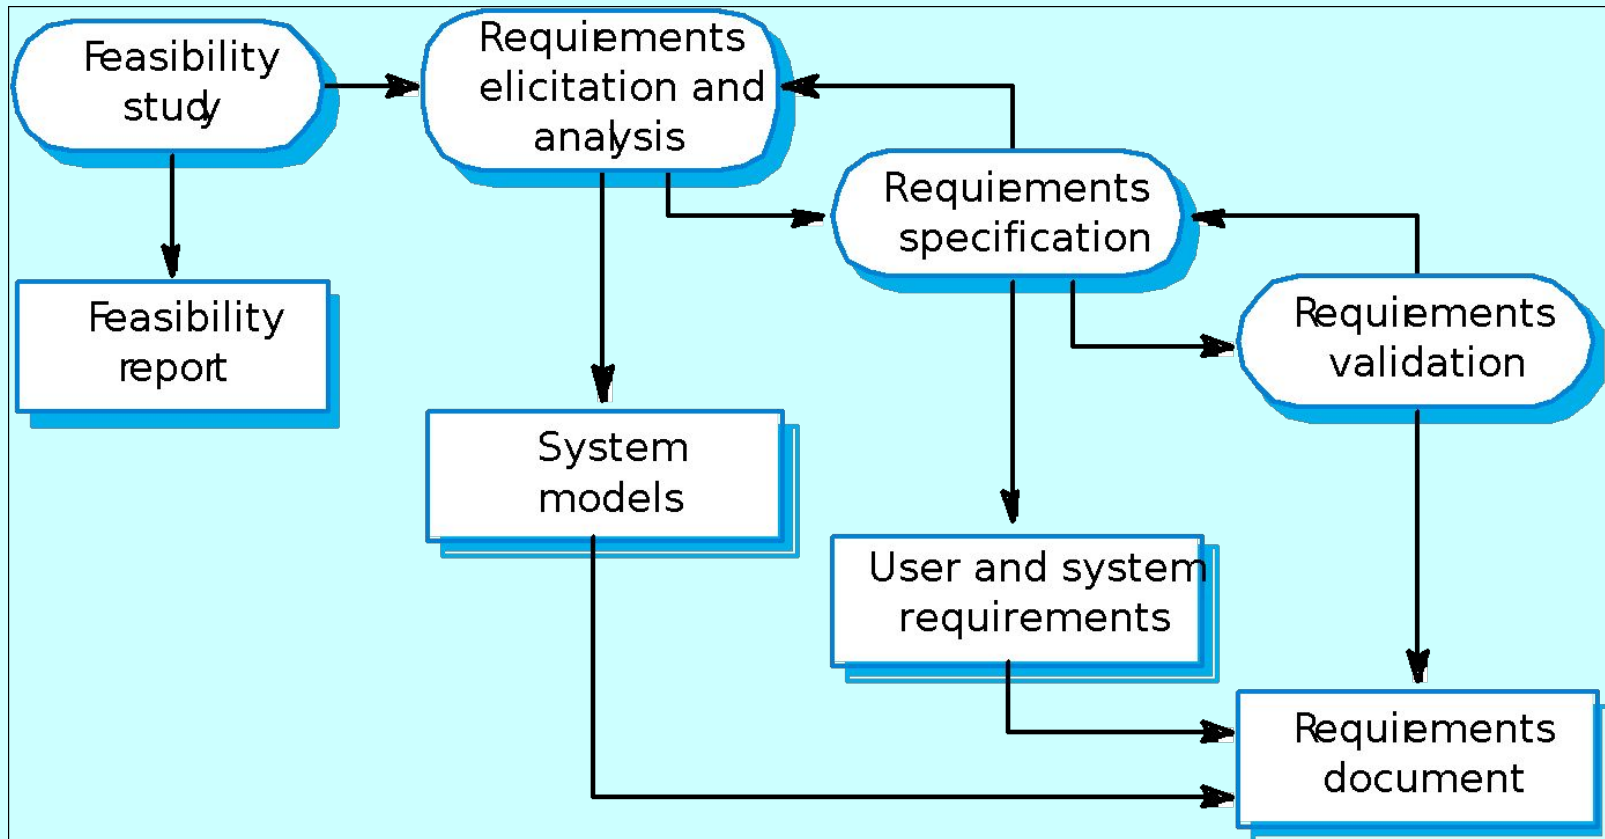 Feasibility
study
Requirements
elicitation and
analysis
Requirements
specification
Requirements
validation
Feasibility
report
System
models
User and system
requirements
Requirements
document